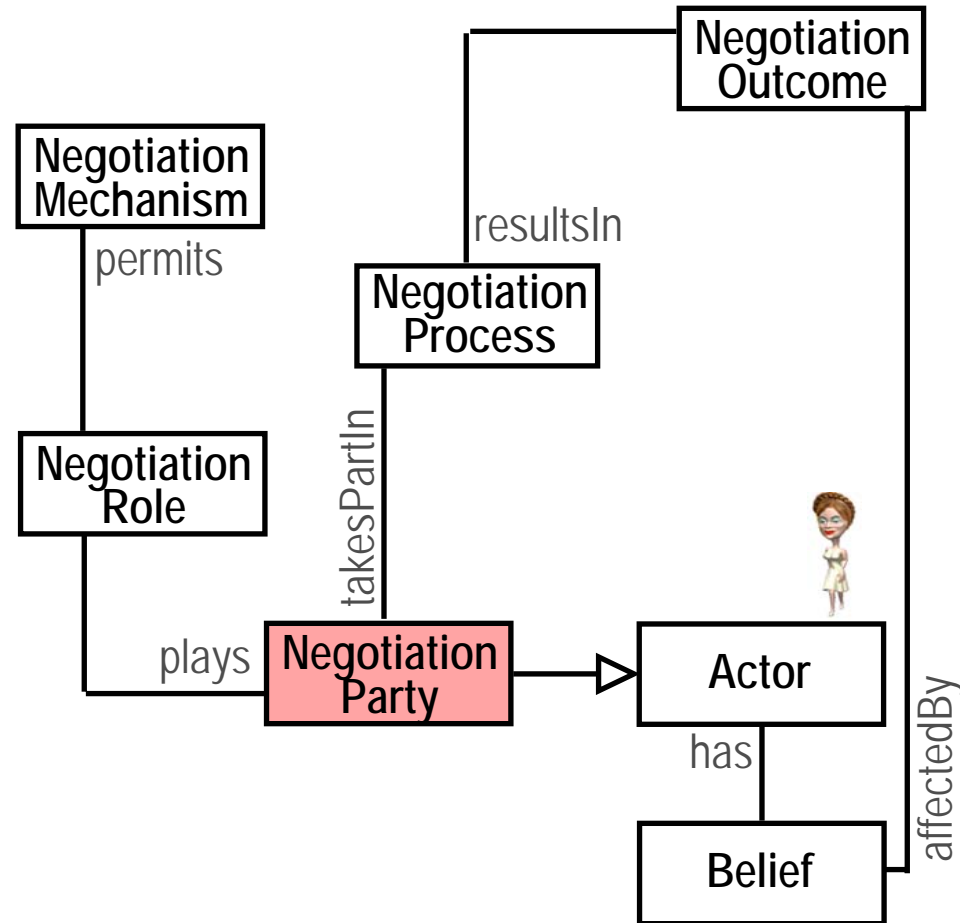 Negotiation
Outcome
Negotiation
Mechanism
permits
resultsIn
Negotiation
Process
takesPartIn
Negotiation
Role
plays
Negotiation
Party
Actor
has
affectedBy
Belief